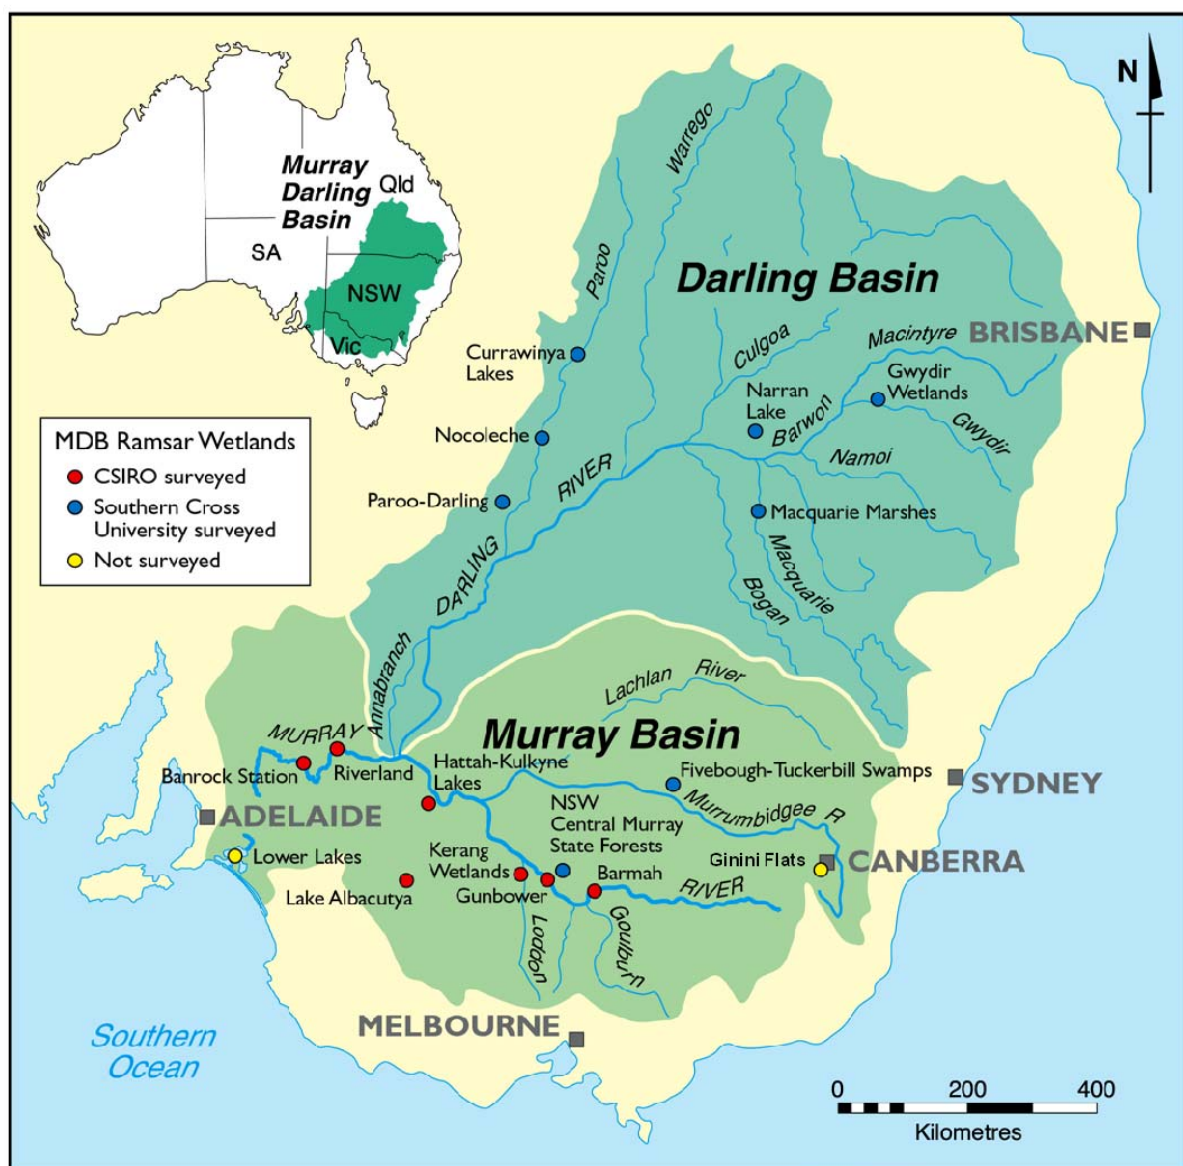 N
Murray
Darling
Basin
Qld
SA
NSW
Vic
MDB Ramsar Wetlands
CSIRO surveyed
Southern Cross
University surveyed
Not surveyed
Warrego
Paroo
Darling Basin
BRISBANE
Culgoa
Macintyre
Currawinya
Lakes
Gwydir
Wetlands
Narran
Lake
Barwon
Gwydir
Nocoleche
Namoi
RIVER
Paroo-Darling
Macquarie Marshes
DARLING
Macquarie
Bogan
Annabranch
Lachlan River
Murray Basin
MURRAY
Banrock Station
Riverland
Hattah-Kulkyne
Lakes
Fivebough-Tuckerbill Swamps
SYDNEY
Murrumbidgee R
ADELAIDE
NSW
Central Murray
State Forests
Lower Lakes
Kerang
Wetlands
Ginini Flats
CANBERRA
Barmah
Lake Albacutya
Gunbower
RIVER
Loddon
Goulburn
MELBOURNE
Southern
Ocean
0 200 400
Kilometres